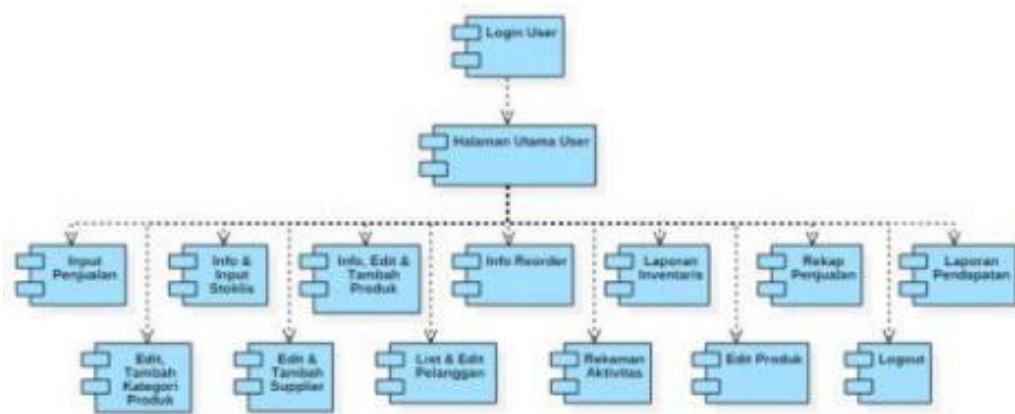 Login User
Halaman Utama User
Input
Penjualan
Info &
Input
Stoklis
Info, Edit &
Tambah
Produk
Info Reorder
Laporan
Inventaris
Rekap
Penjualan
Laporan
Pendapatan
Edit,
Tambah
Kategori
Produk
Edit &
Tambah
Supplier
List & Edit
Pelanggan
Rekaman
Aktivitas
Edit Produk
Logout